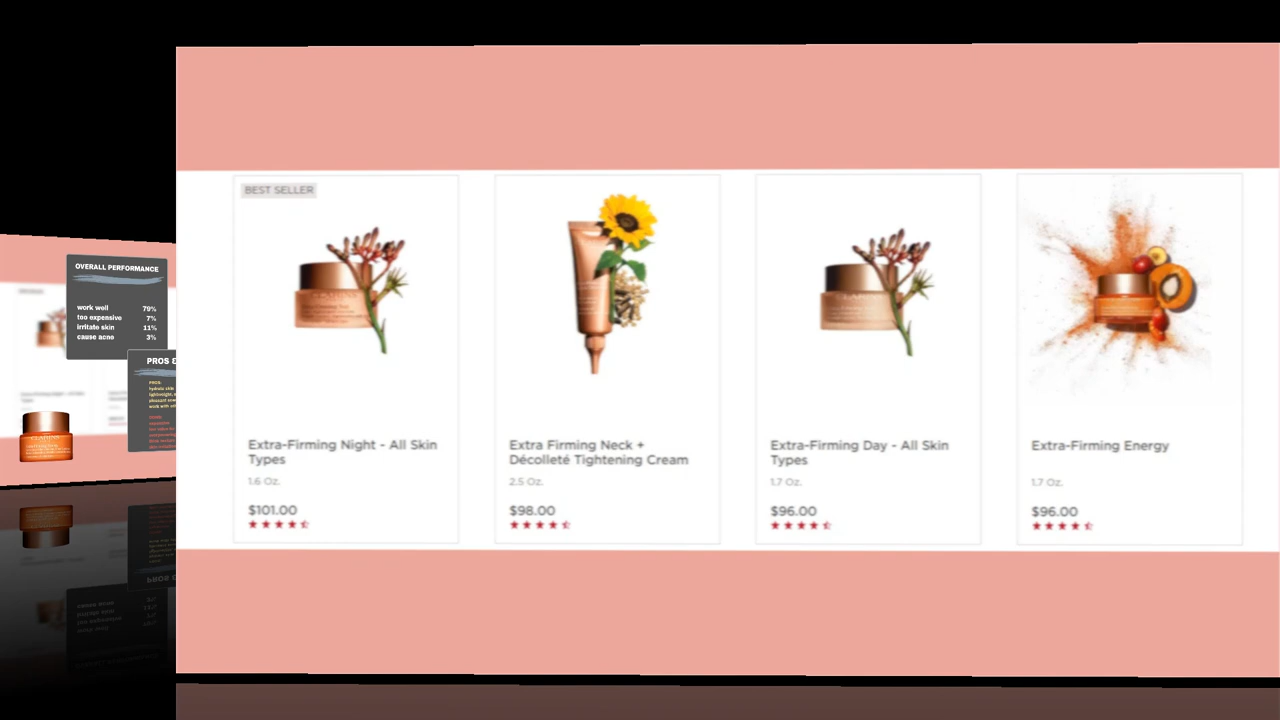 OVERALL PERFORMANCE
work well 79%
too expensive 7%
irritate skin 11%
cause acne 3%
PROS &
PROS:
CLARINS
BEST SELLER
Extra-Firming Night - All Skin
Types
1.6 Oz.
$101.00
Extra Firming Neck +
Décolleté Tightening Cream
2.5 Oz.
$98.00
Extra-Firming Day - All Skin
Types
1.7 Oz.
$96.00
Extra-Firming Energy
1.7 Oz.
$96.00